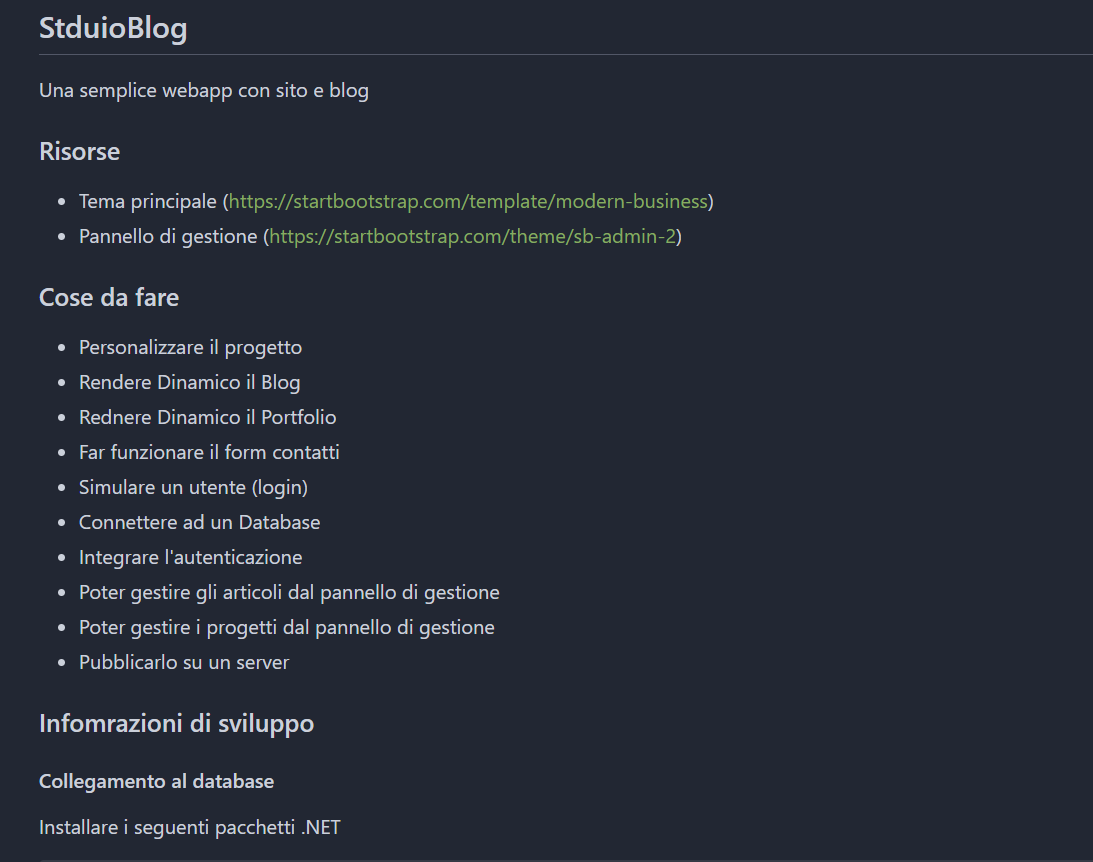 StduioBlog
Una semplice webapp con sito e blog
Risorse
Tema principale (https://startbootstrap.com/template/modern-business)
Pannello di gestione (https://startbootstrap.com/theme/sb-admin-2)
Cose da fare
Personalizzare il progetto
Rendere Dinamico il Blog
Rednere Dinamico il Portfolio
Far funzionare il form contatti
Simulare un utente (login)
Connettere ad un Database
Integrare l'autenticazione
Poter gestire gli articoli dal pannello di gestione
Poter gestire i progetti dal pannello di gestione
Pubblicarlo su un server
Infomrazioni di sviluppo
Collegamento al database
Installare i seguenti pacchetti .NET